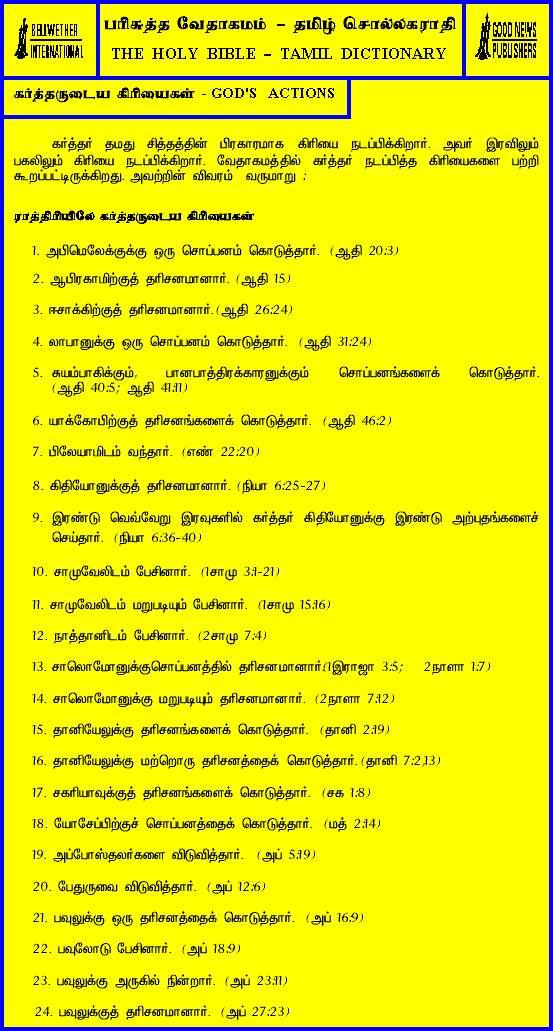 BELLWETHER
INTERNATIONAL
பரிசுத்த வேதாகமம் – தமிழ் சொல்லகராதி
THE HOLY BIBLE – TAMIL DICTIONARY
GOOD NEWS
PUBLISHERS
கர்த்தருடைய கிரியைகள் - GOD'S ACTIONS
கர்த்தர் தமது சித்தத்தின் பிரகாரமாக கிரியை நடப்பிக்கிறார். அவர் இரவிலும்
பகலிலும் கிரியை நடப்பிக்கிறார். வேதாகமத்தில் கர்த்தர் நடப்பித்த கிரியைகளை பற்றி
கூறப்பட்டிருக்கிறது. அவற்றின் விவரம் வருமாறு :
ராத்திரியிலே கர்த்தருடைய கிரியைகள்
1. அபிமெலேக்குக்கு ஒரு சொப்பனம் கொடுத்தார். (ஆதி 20:3)
2. ஆபிரகாமிற்குத் தரிசனமானார். (ஆதி 15)
3. ஈசாக்கிற்குத் தரிசனமானார்.(ஆதி 26:24)
4. லாபானுக்கு ஒரு சொப்பனம் கொடுத்தார். (ஆதி 31:24)
5. சுயம்பாகிக்கும், பானபாத்திரக்காரனுக்கும் சொப்பனங்களைக் கொடுத்தார்.
(ஆதி 40:5; ஆதி 41:11)
6. யாக்கோபிற்குத் தரிசனங்களைக் கொடுத்தார். (ஆதி 46:2)
7. பிலேயாமிடம் வந்தார். (எண் 22:20)
8. கிதியோனுக்குத் தரிசனமானார். (நியா 6:25-27)
9. இரண்டு வெவ்வேறு இரவுகளில் கர்த்தர் கிதியோனுக்கு இரண்டு அற்புதங்களைச்
செய்தார். (நியா 6:36-40)
10. சாமுவேலிடம் பேசினார். (1சாமு 3:1-21)
11. சாமுவேலிடம் மறுபடியும் பேசினார். (1சாமு 15:16)
12. நாத்தானிடம் பேசினார். (2சாமு 7:4)
13. சாலொமோனுக்குசொப்பனத்தில் தரிசனமானார்.(1இராஜா 3:5; 2நாளா 1:7)
14. சாலொமோனுக்கு மறுபடியும் தரிசனமானார். (2நாளா 7:12)
15. தானியேலுக்கு தரிசனங்களைக் கொடுத்தார். (தானி 2:19)
16. தானியேலுக்கு மற்றொரு தரிசனத்தைக் கொடுத்தார்.(தானி 7:2,13)
17. சகரியாவுக்குத் தரிசனங்களைக் கொடுத்தார். (சக 1:8)
18. யோசேப்பிற்குச் சொப்பனத்தைக் கொடுத்தார். (மத் 2:14)
19. அப்போஸ்தலர்களை விடுவித்தார். (அப் 5:19)
20. பேதுருவை விடுவித்தார். (அப் 12:6)
21. பவுலுக்கு ஒரு தரிசனத்தைக் கொடுத்தார். (அப் 16:9)
22. பவுலோடு பேசினார். (அப் 18:9)
23. பவுலுக்கு அருகில் நின்றார். (அப் 23:11)
24. பவுலுக்குத் தரிசனமானார். (அப் 27:23)